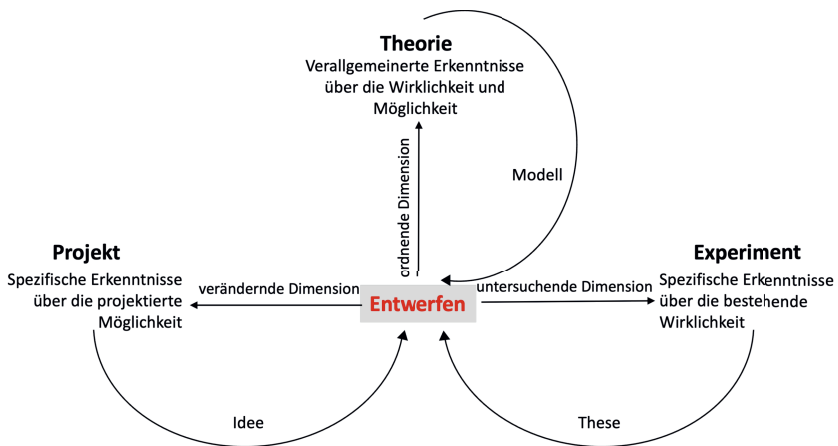 Theorie
Verallgemeinerte Erkenntnisse
über die Wirklichkeit und
Möglichkeit
ordnende Dimension
Modell
Projekt
Spezifische Erkenntnisse
über die projektierte
Möglichkeit
verändernde Dimension
Entwerfen
untersuchende Dimension
Experiment
Spezifische Erkenntnisse
über die bestehende
Wirklichkeit
Idee
These